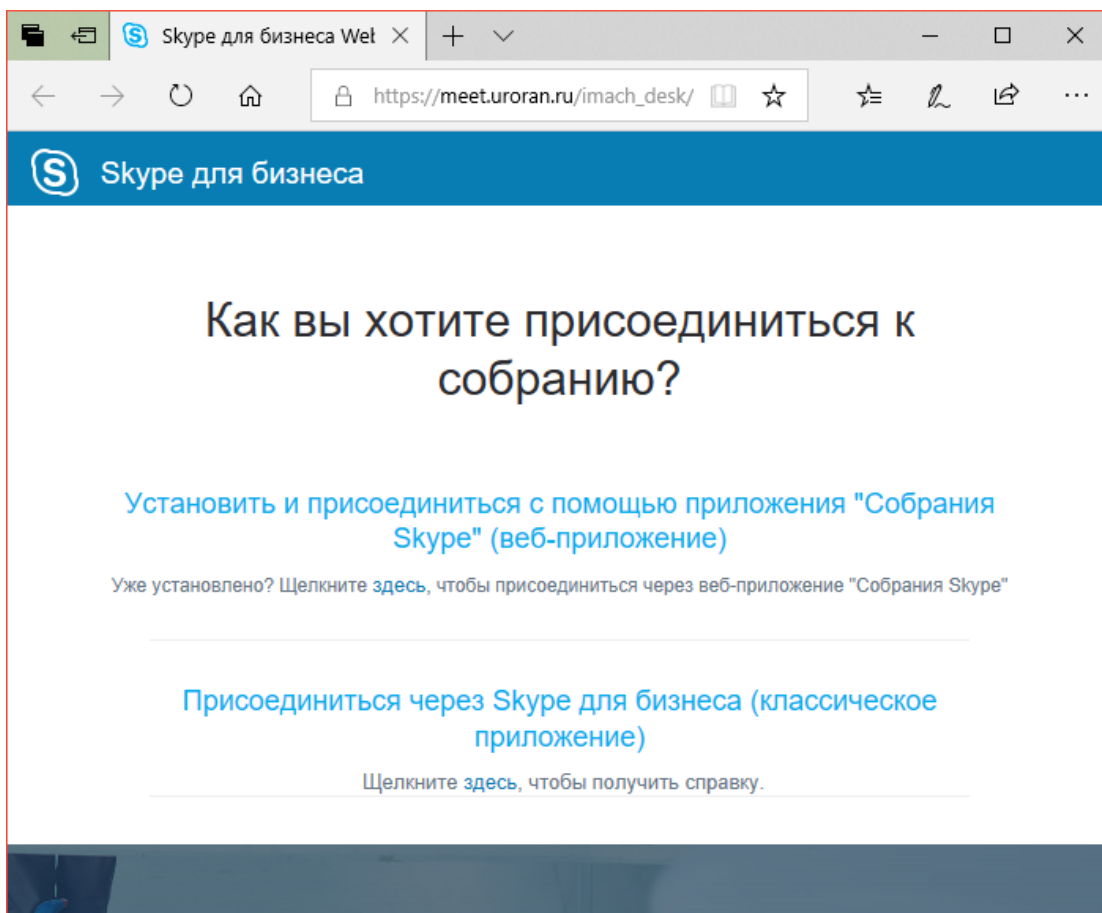 Skype для бизнеса Wel
https://meet.uroran.ru/imach_desk/
Skype для бизнеса
Как вы хотите присоединиться к
собранию?
Установить и присоединиться с помощью приложения "Собрания
Skype" (веб-приложение)
Уже установлено? Щелкните здесь, чтобы присоединиться через веб-приложение "Собрания Skype"
Присоединиться через Skype для бизнеса (классическое
приложение)
Щелкните здесь, чтобы получить справку.